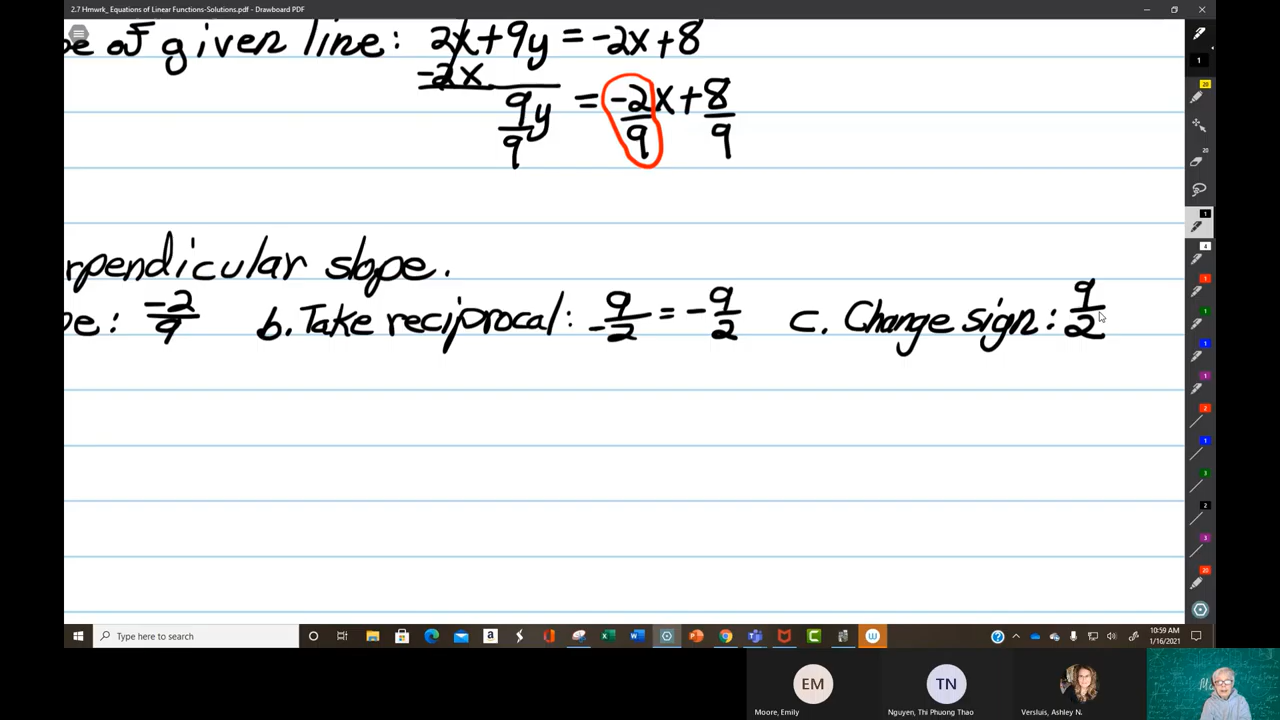 2.7 Hmwrk_ Equations of Linear Functions-Solutions.pdf - Drawboard PDF
pe of given line: 2x+9y=-2x+8
-2x
9y/9 = -2/9x+8/9
rpendicular slope.
pe: -2/9 b. Take reciprocal: 9/-2 = -9/2 c. Change sign: 9/2
Type here to search
10:59 AM
1/16/2021
EM
TN
Moore, Emily
Nguyen, Thi Phuong Thao
Versluis, Ashley N.